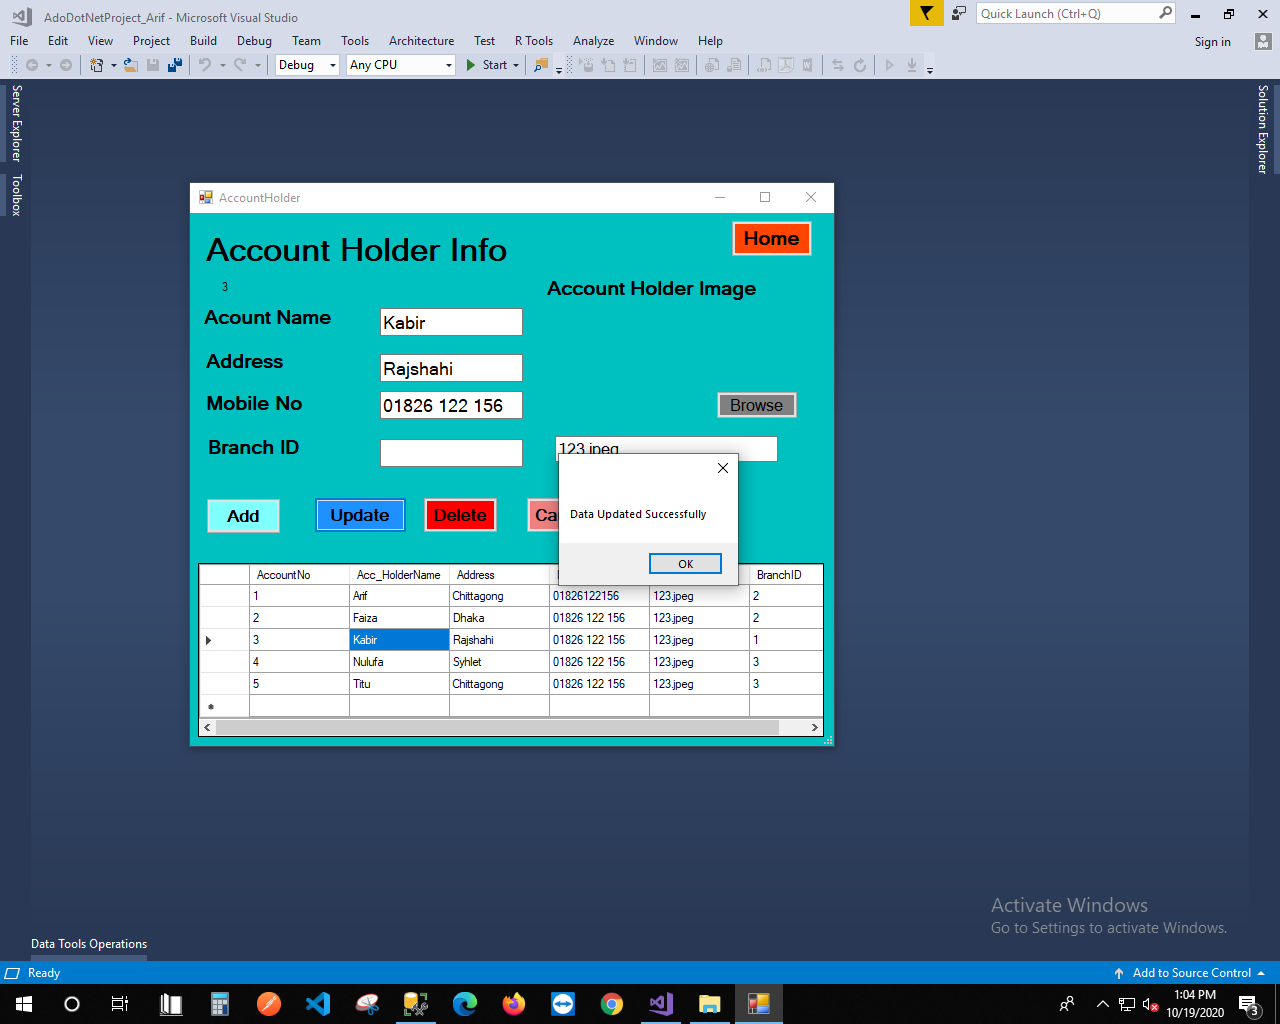 AdoDotNetProject_Arif - Microsoft Visual Studio
Quick Launch (Ctrl+Q)
File Edit View Project Build Debug Team Tools Architecture Test R Tools Analyze Window Help
Sign in
Debug Any CPU Start
Server Explorer
Toolbox
Solution Explorer
AccountHolder
Account Holder Info
Home
3
Account Holder Image
Acount Name Kabir
Address Rajshahi
Mobile No 01826 122 156
Browse
Branch ID
123.jpeg
Data Updated Successfully
OK
Add Update Delete Ca
AccountNo Acc_HolderName Address BranchID
1 Arif Chittagong 01826122156 123.jpeg 2
2 Faiza Dhaka 01826 122 156 123.jpeg 2
3 Kabir Rajshahi 01826 122 156 123.jpeg 1
4 Nulufa Syhlet 01826 122 156 123.jpeg 3
5 Titu Chittagong 01826 122 156 123.jpeg 3
Activate Windows
Go to Settings to activate Windows.
Data Tools Operations
Ready
Add to Source Control
1:04 PM
10/19/2020
3